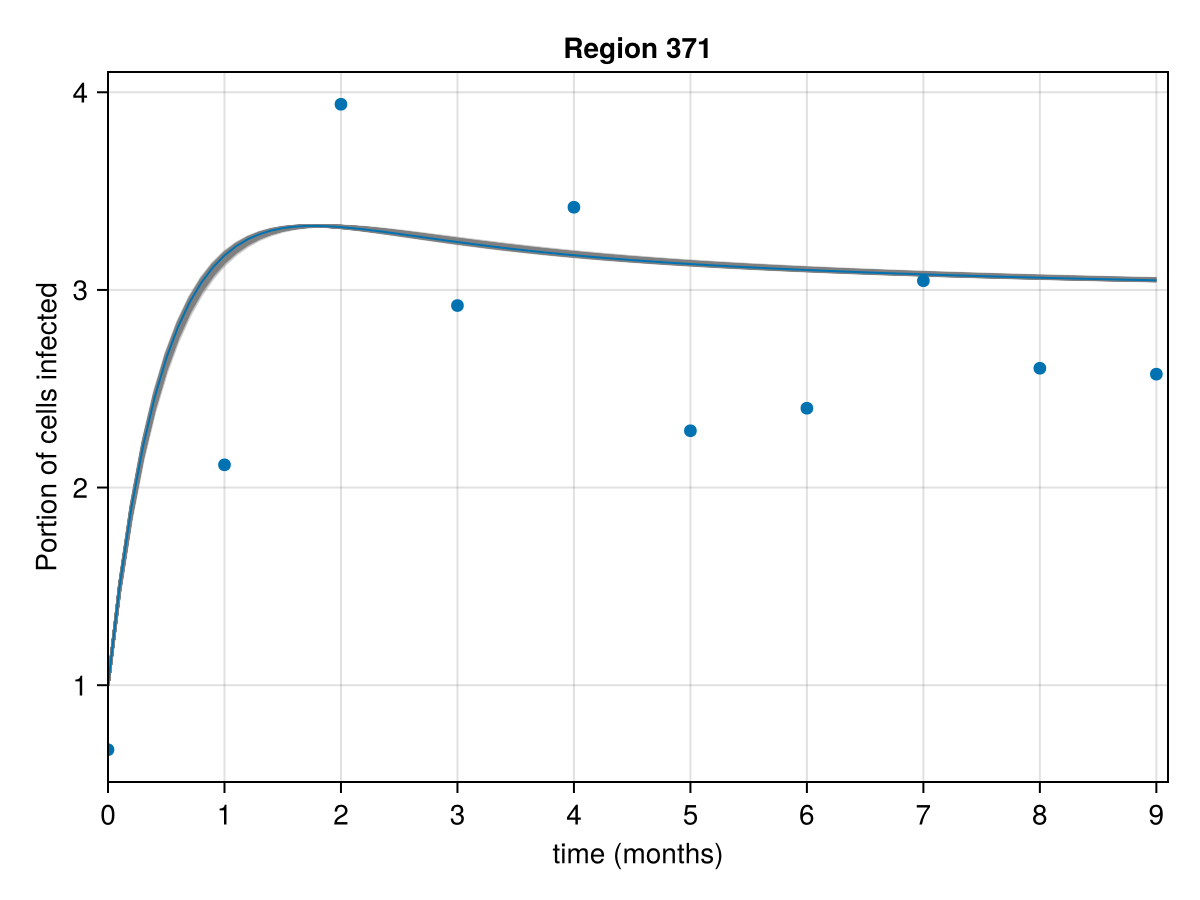 Region 371
4
3
2
1
Portion of cells infected
0 1 2 3 4 5 6 7 8 9
time (months)